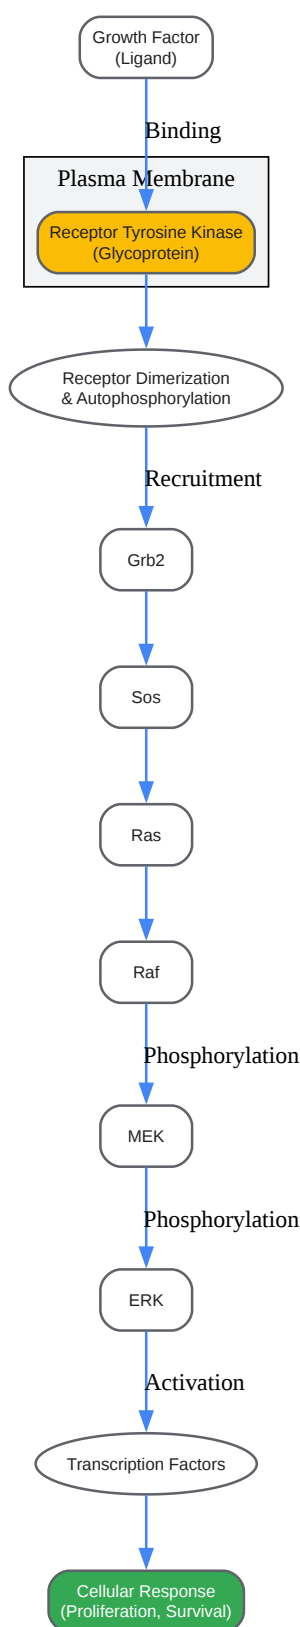 Growth Factor
(Ligand)
Binding
Plasma Membrane
Receptor Tyrosine Kinase
(Glycoprotein)
Receptor Dimerization
& Autophosphorylation
Recruitment
Grb2
Sos
Ras
Raf
Phosphorylation
MEK
Phosphorylation
ERK
Activation
Transcription Factors
Cellular Response
(Proliferation, Survival)